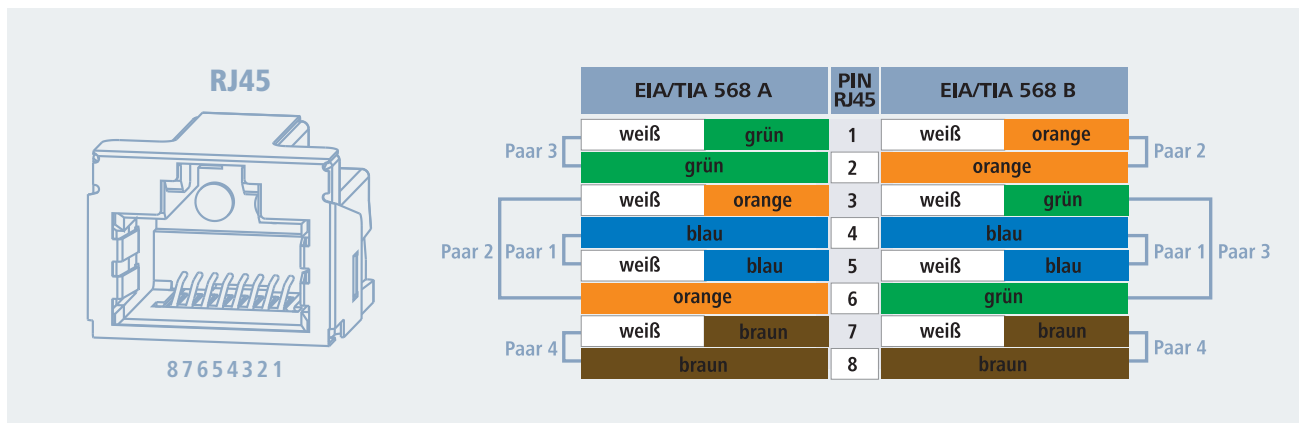 RJ45
87654321
EIA/TIA 568 A PIN RJ45 EIA/TIA 568 B
weiß grün 1 weiß orange
Paar 3 Paar 2
grün 2 orange
weiß orange 3 weiß grün
blau 4 blau
Paar 2 Paar 1 Paar 1 Paar 3
weiß blau 5 weiß blau
orange 6 grün
weiß braun 7 weiß braun
Paar 4 Paar 4
braun 8 braun